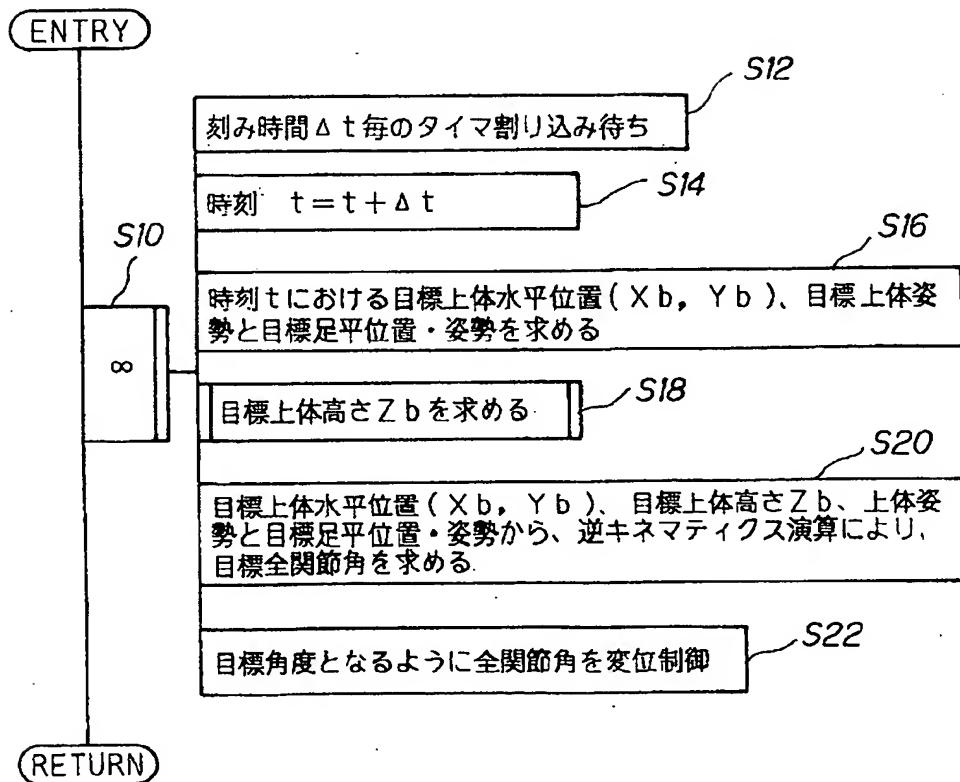 ENTRY
S12
刻み時間Δt毎のタイマ割り込み待ち
S14
時刻 t=t+Δt
S10
S16
時刻tにおける目標上体水平位置(Xb, Yb)、目標上体姿
勢と目標足平位置・姿勢を求める
∞
S18
目標上体高さZbを求める
S20
目標上体水平位置(Xb, Yb)、目標上体高さZb、上体姿
勢と目標足平位置・姿勢から、逆キネマティクス演算により、
目標全関節角を求める
S22
目標角度となるように全関節角を変位制御
RETURN